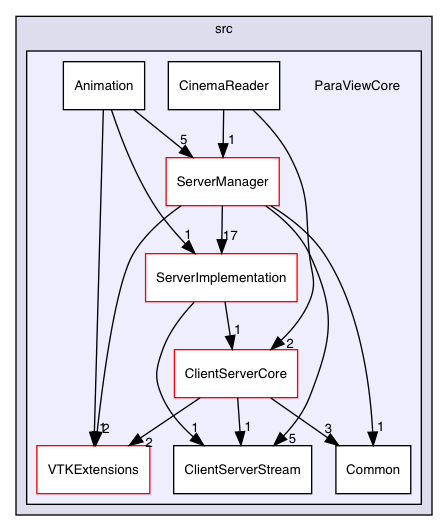 src
Animation
CinemaReader
ParaViewCore
5
1
ServerManager
1
17
ServerImplementation
1
2
ClientServerCore
2
2
1
1
5
3
1
VTKExtensions
ClientServerStream
Common